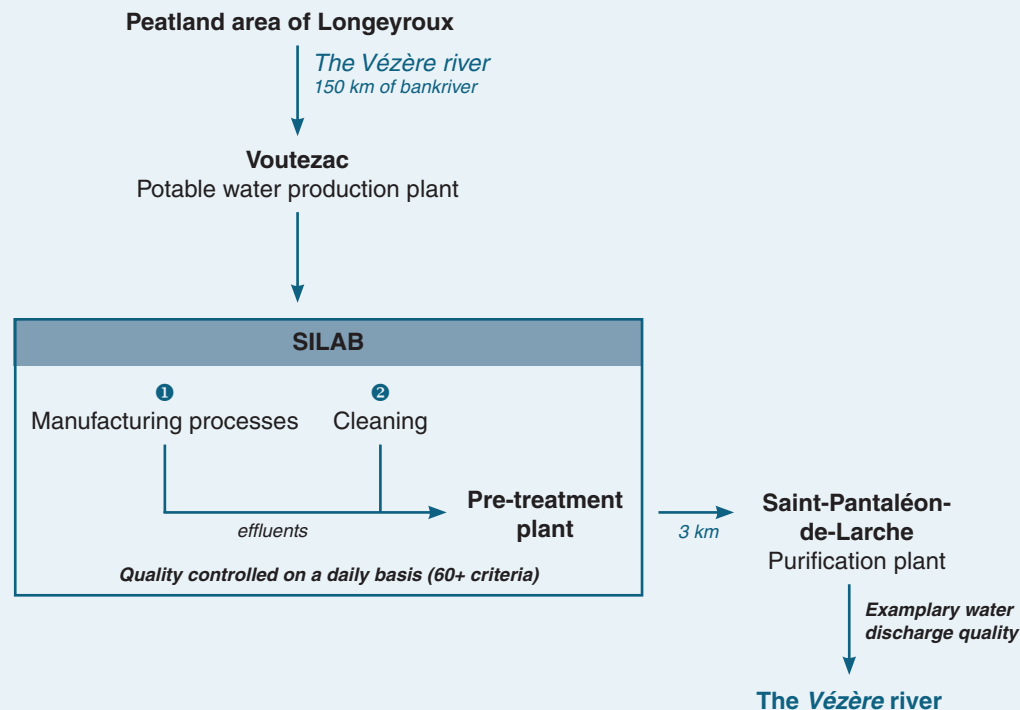 Peatland area of Longeyroux
The Vézère river
150 km of bankriver
Voutezac
Potable water production plant
SILAB
❶ ❷
Manufacturing processes Cleaning
effluents
Pre-treatment
plant
Quality controlled on a daily basis (60+ criteria)
3 km
Saint-Pantaléon-
de-Larche
Purification plant
Examplary water
discharge quality
The Vézère river